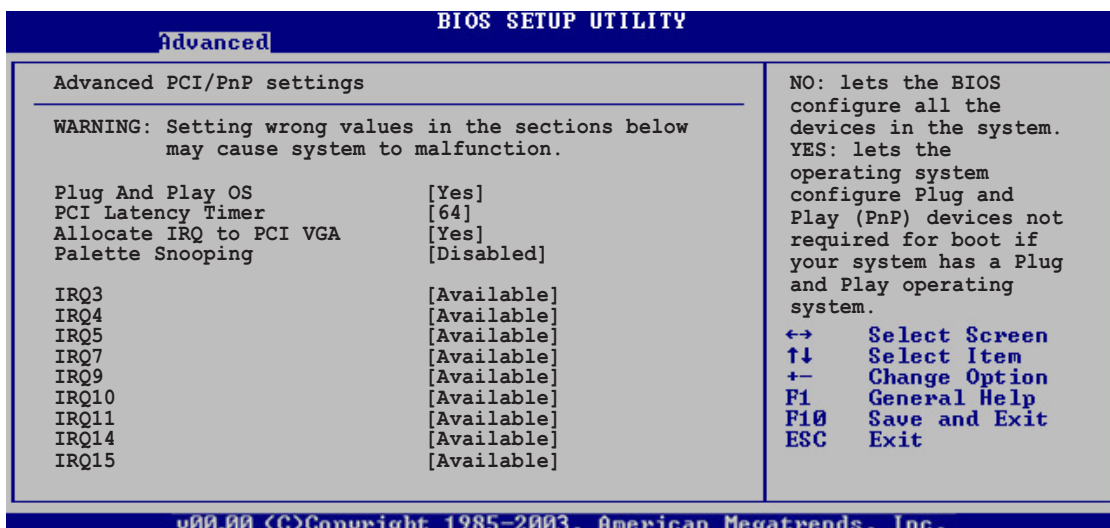 BIOS SETUP UTILITY
Advanced
Advanced PCI/PnP settings
WARNING: Setting wrong values in the sections below
may cause system to malfunction.
Plug And Play OS [Yes]
PCI Latency Timer [64]
Allocate IRQ to PCI VGA [Yes]
Palette Snooping [Disabled]
IRQ3 [Available]
IRQ4 [Available]
IRQ5 [Available]
IRQ7 [Available]
IRQ9 [Available]
IRQ10 [Available]
IRQ11 [Available]
IRQ14 [Available]
IRQ15 [Available]
NO: lets the BIOS
configure all the
devices in the system.
YES: lets the
operating system
configure Plug and
Play (PnP) devices not
required for boot if
your system has a Plug
and Play operating
system.
←→ Select Screen
↑↓ Select Item
+- Change Option
F1 General Help
F10 Save and Exit
ESC Exit
v00.00 (C)Copyright 1985-2003, American Megatrends, Inc.